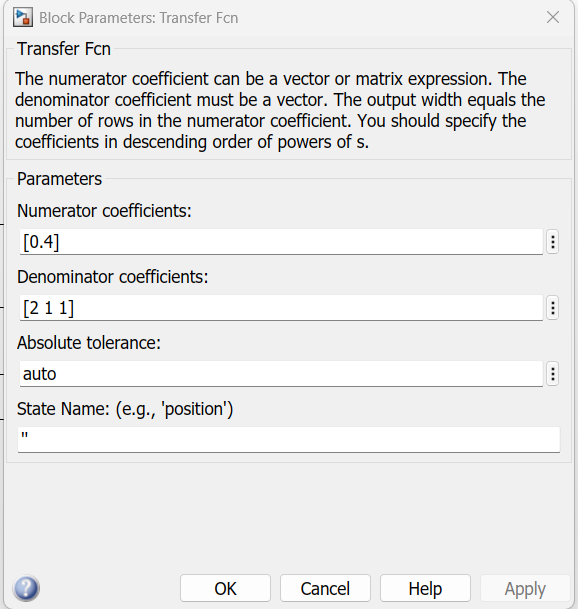 Block Parameters: Transfer Fcn
Transfer Fcn
The numerator coefficient can be a vector or matrix expression. The
denominator coefficient must be a vector. The output width equals the
number of rows in the numerator coefficient. You should specify the
coefficients in descending order of powers of s.
Parameters
Numerator coefficients:
[0.4]
Denominator coefficients:
[2 1 1]
Absolute tolerance:
auto
State Name: (e.g., 'position')
''
OK Cancel Help Apply